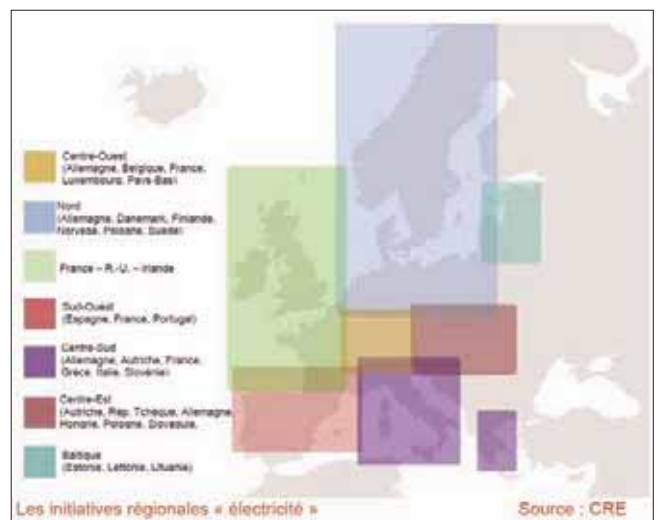 Centre-Ouest
(Allemagne, Belgique, France,
Luxembourg, Pays-Bas)
Nord
(Allemagne, Danemark, Finlande,
Norvège, Pologne, Suède)
France – R.-U. – Irlande
Sud-Ouest
(Espagne, France, Portugal)
Centre-Sud
(Allemagne, Autriche, France,
Grèce, Italie, Slovénie)
Centre-Est
(Autriche, Rép. Tchèque, Allemagne,
Hongrie, Pologne, Slovaquie,
Baltique
(Estonie, Lettonie, Lituanie)
Les initiatives régionales « électricité »
Source : CRE